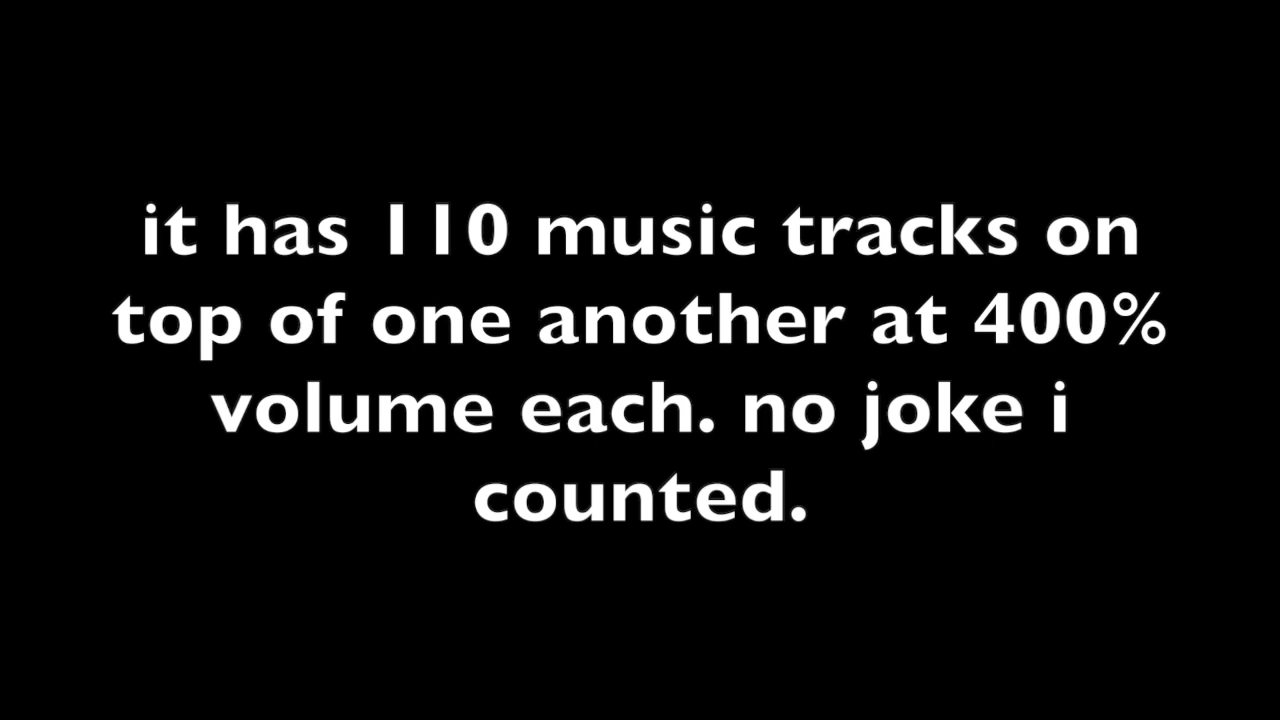 it has 110 music tracks on
top of one another at 400%
volume each. no joke i
counted.